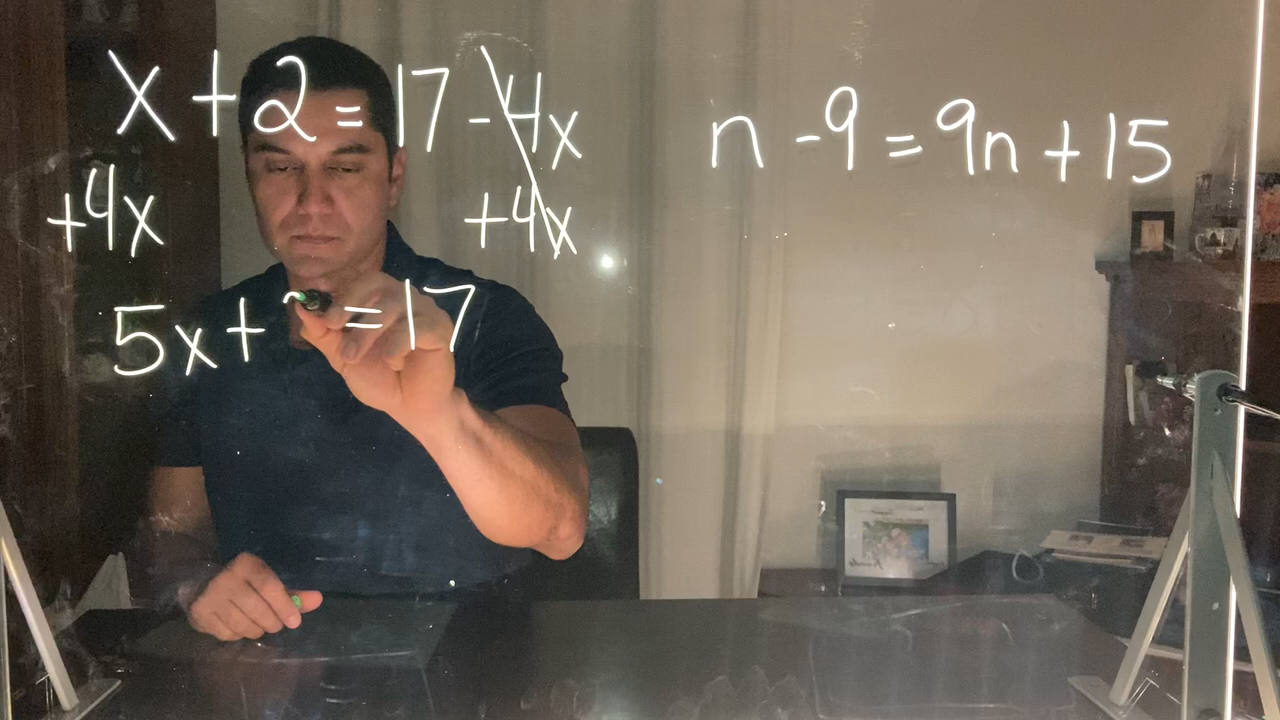 x + 2 = 17 - 4x
+4x +4x
5x + = 17
n - 9 = 9n + 15